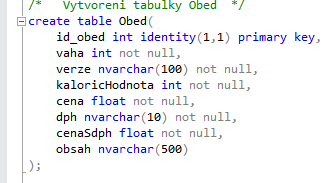 /*   Vytvoreni tabulky Obed  */
create table Obed(
    id_obed int identity(1,1) primary key,
    vaha int not null,
    verze nvarchar(100) not null,
    kaloricHodnota int not null,
    cena float not null,
    dph nvarchar(10) not null,
    cenaSdph float not null,
    obsah nvarchar(500)
);